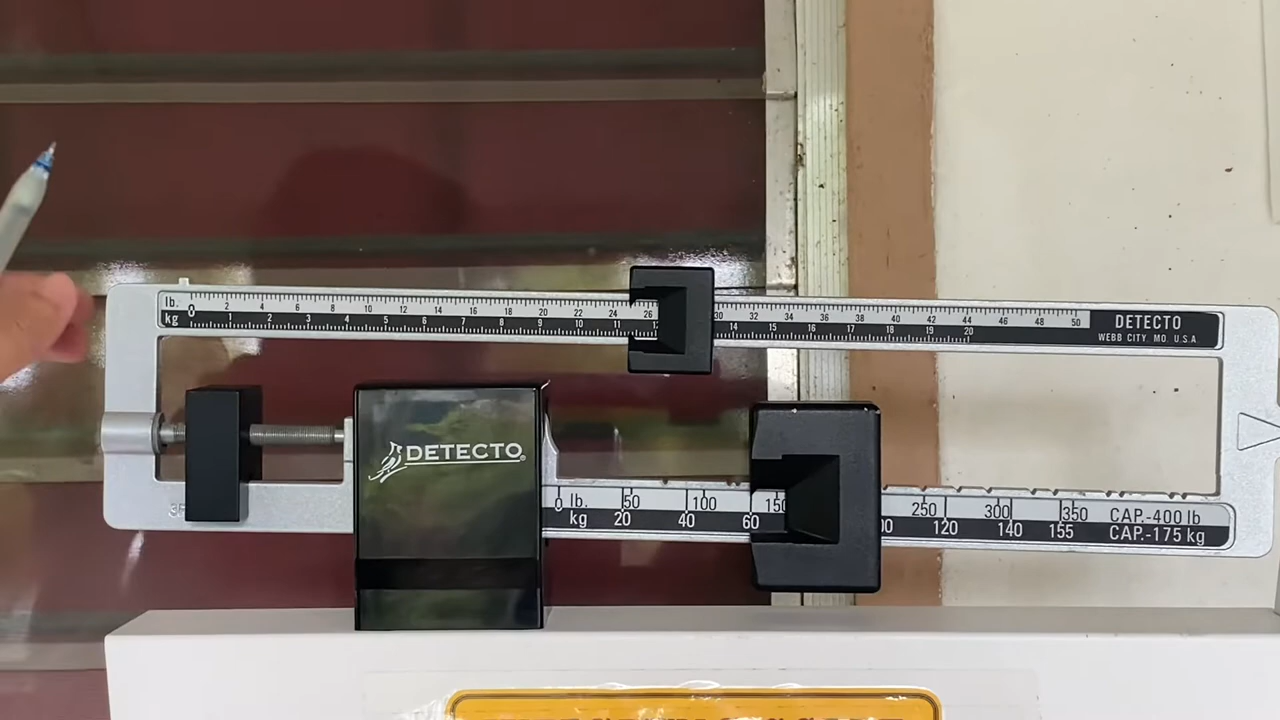 lb. 0 2 4 6 8 10 12 14 16 18 20 22 24 26 30 32 34 36 38 40 42 44 46 48 50 DETECTO
kg 1 2 3 4 5 6 7 8 9 10 11 14 15 16 17 18 19 20 WEBB CITY MO. U.S.A
DETECTO
0 lb. 50 100 150 250 300 350 CAP.-400 lb
kg 20 40 60 120 140 155 CAP.-175 kg